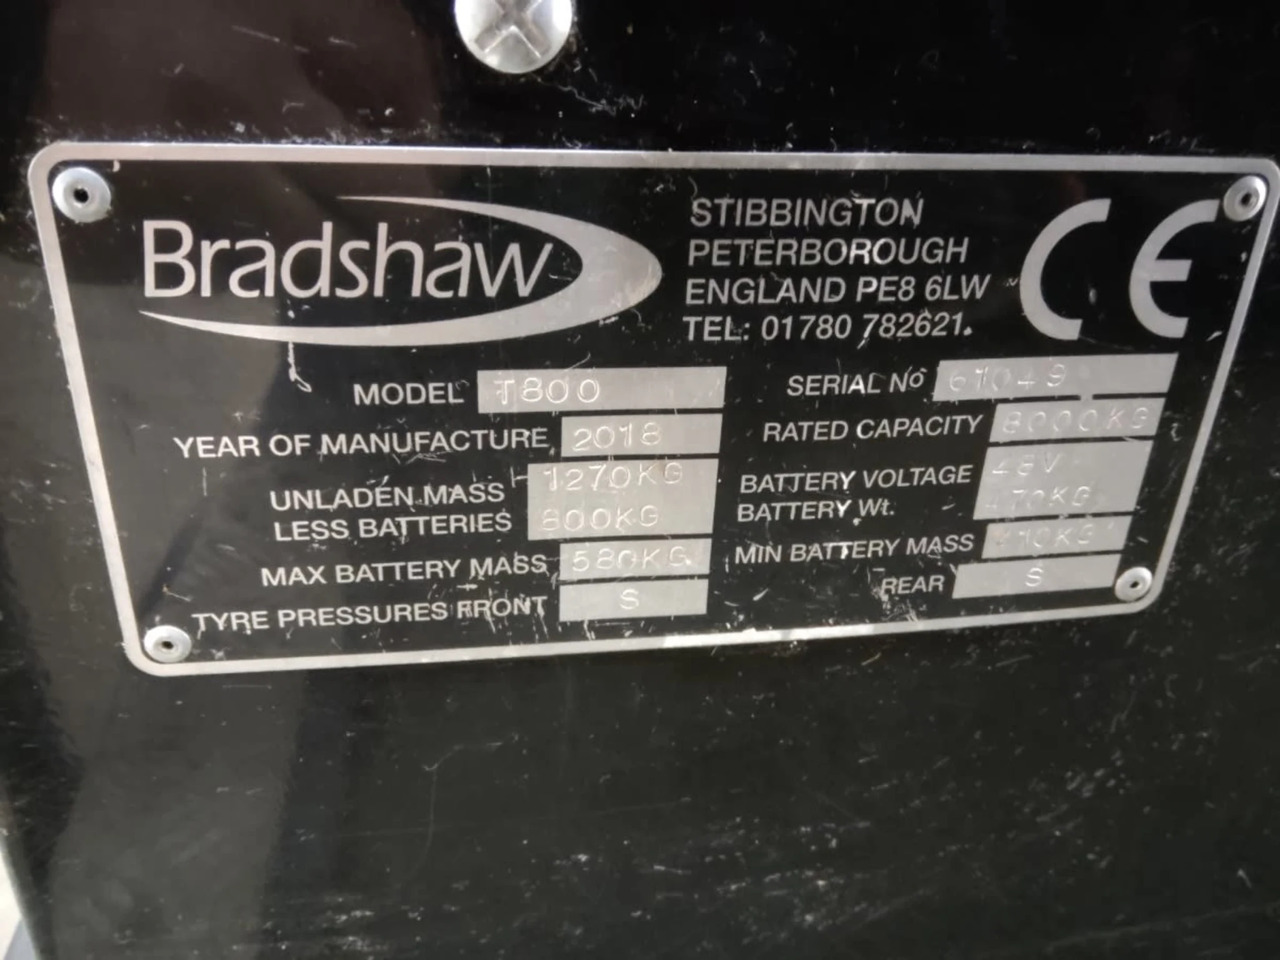 Bradshaw
STIBBINGTON
PETERBOROUGH
ENGLAND PE8 6LW
TEL: 01780 782621.
CE
MODEL T800
SERIAL No 61049
YEAR OF MANUFACTURE 2018
RATED CAPACITY 8000KG
UNLADEN MASS 1270KG
BATTERY VOLTAGE 48V
LESS BATTERIES 800KG
BATTERY Wt. 470KG
MAX BATTERY MASS 580KG
MIN BATTERY MASS 410KG
TYRE PRESSURES FRONT S
REAR S